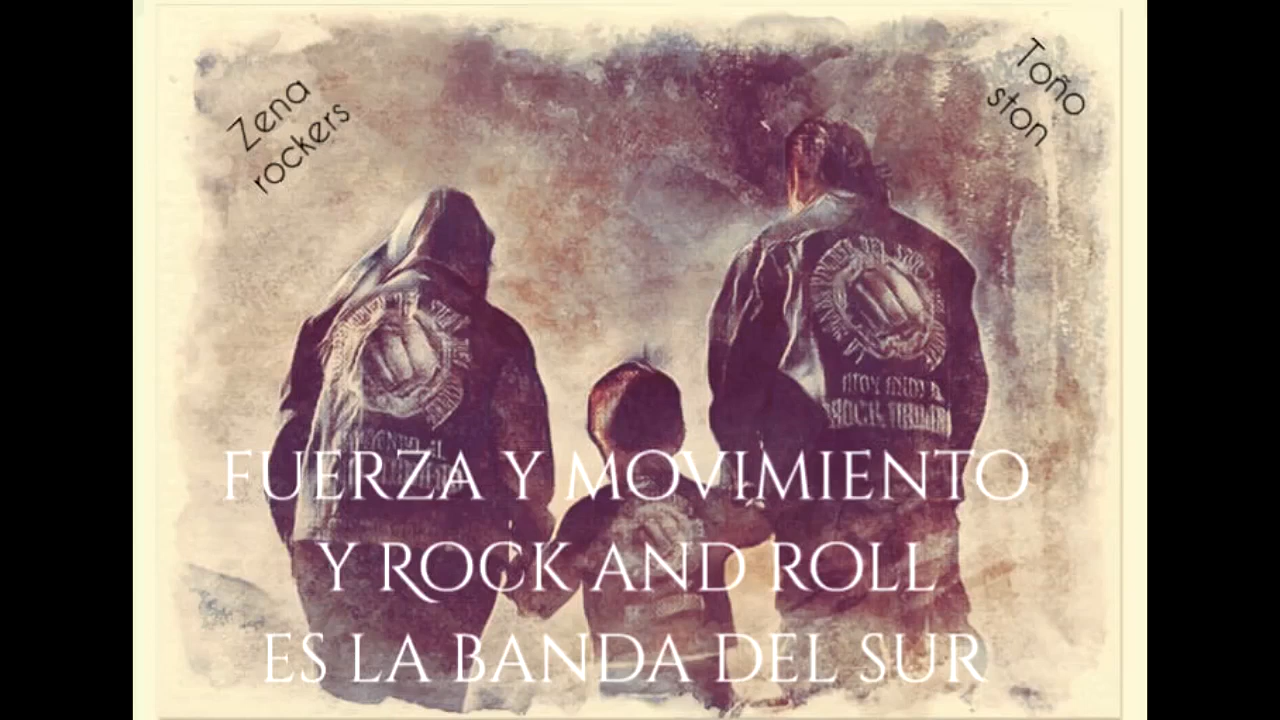 Zena
rockers
Toño
ston
FUERZA Y MOVIMIENTO
Y ROCK AND ROLL
ES LA BANDA DEL SUR